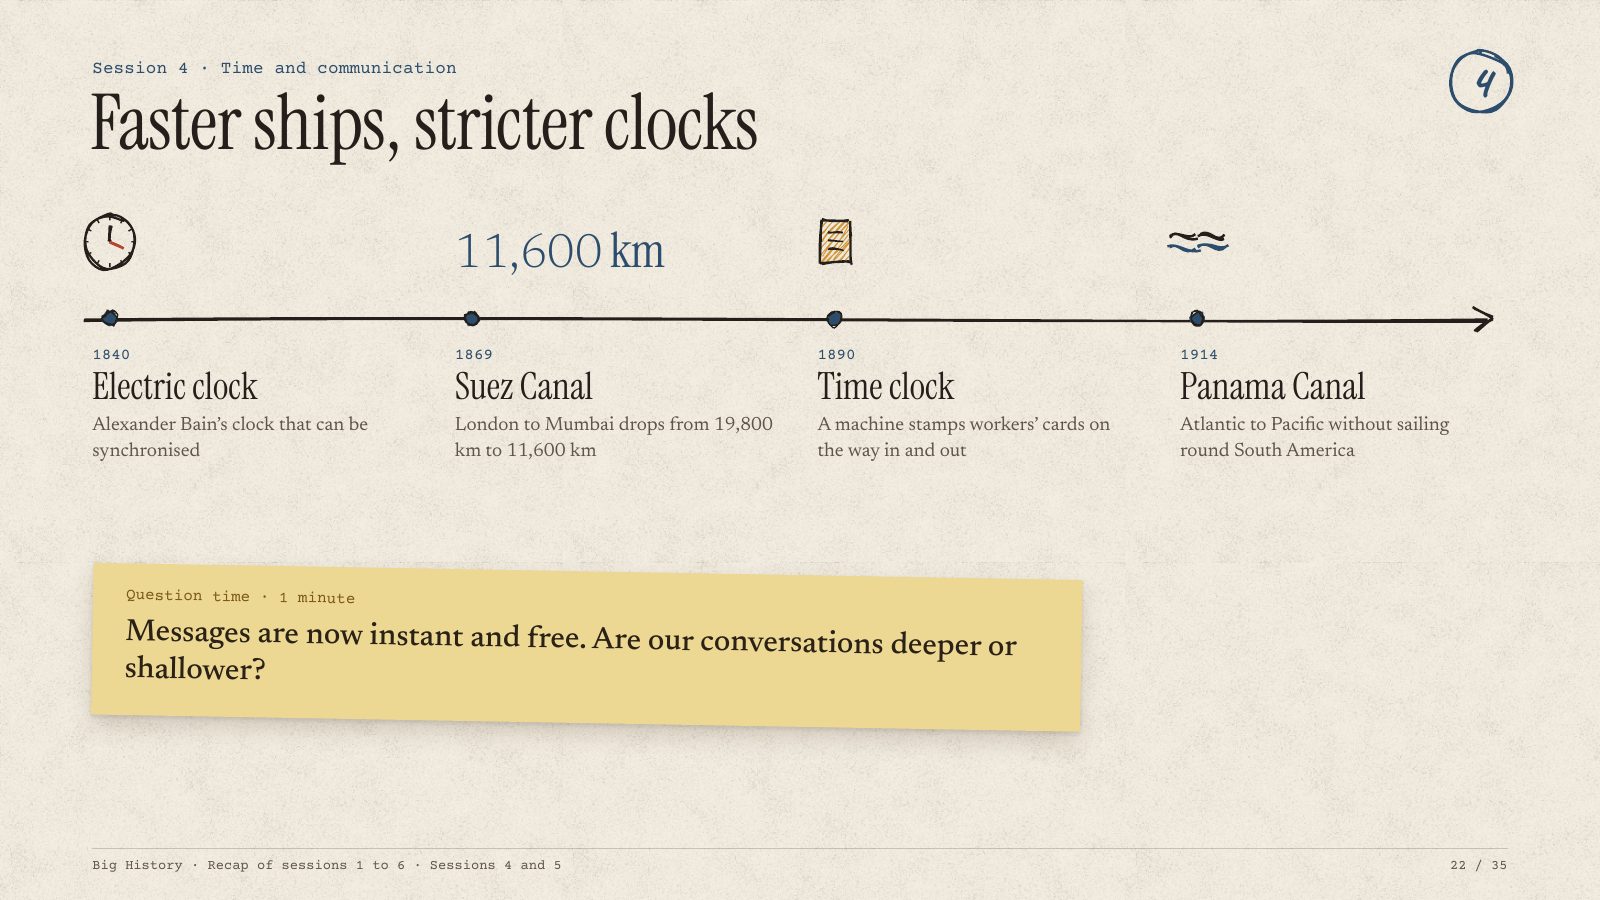 Session 4 · Time and communication
4
Faster ships, stricter clocks
11,600 km
1840
Electric clock
Alexander Bain’s clock that can be
synchronised
1869
Suez Canal
London to Mumbai drops from 19,800
km to 11,600 km
1890
Time clock
A machine stamps workers’ cards on
the way in and out
1914
Panama Canal
Atlantic to Pacific without sailing
round South America
Question time · 1 minute
Messages are now instant and free. Are our conversations deeper or
shallower?
Big History · Recap of sessions 1 to 6 · Sessions 4 and 5
22 / 35